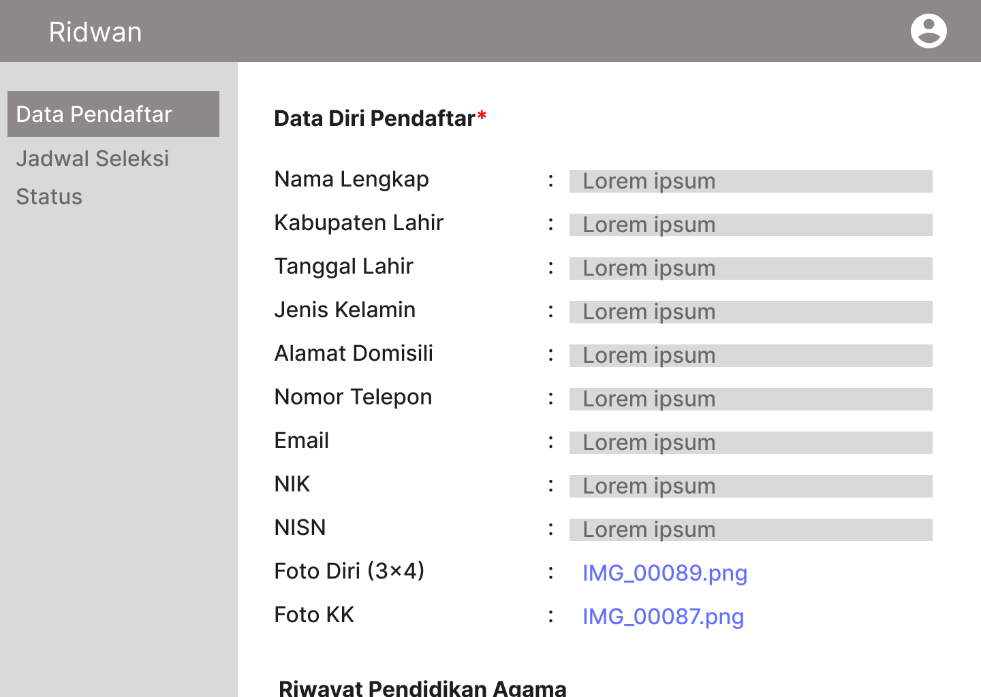 Ridwan
Data Pendaftar
Jadwal Seleksi
Status
Data Diri Pendaftar*
Nama Lengkap : Lorem ipsum
Kabupaten Lahir : Lorem ipsum
Tanggal Lahir : Lorem ipsum
Jenis Kelamin : Lorem ipsum
Alamat Domisili : Lorem ipsum
Nomor Telepon : Lorem ipsum
Email : Lorem ipsum
NIK : Lorem ipsum
NISN : Lorem ipsum
Foto Diri (3×4) : IMG_00089.png
Foto KK : IMG_00087.png
Riwayat Pendidikan Agama